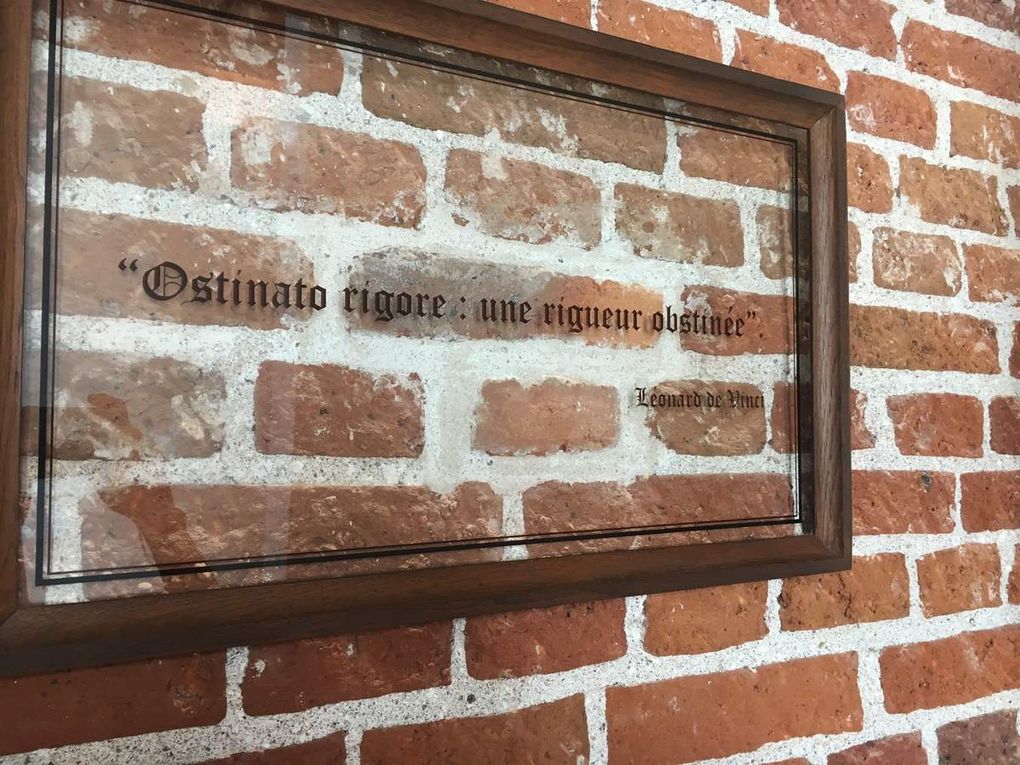 “Ostinato rigore : une rigueur obstinée”.
Léonard de Vinci